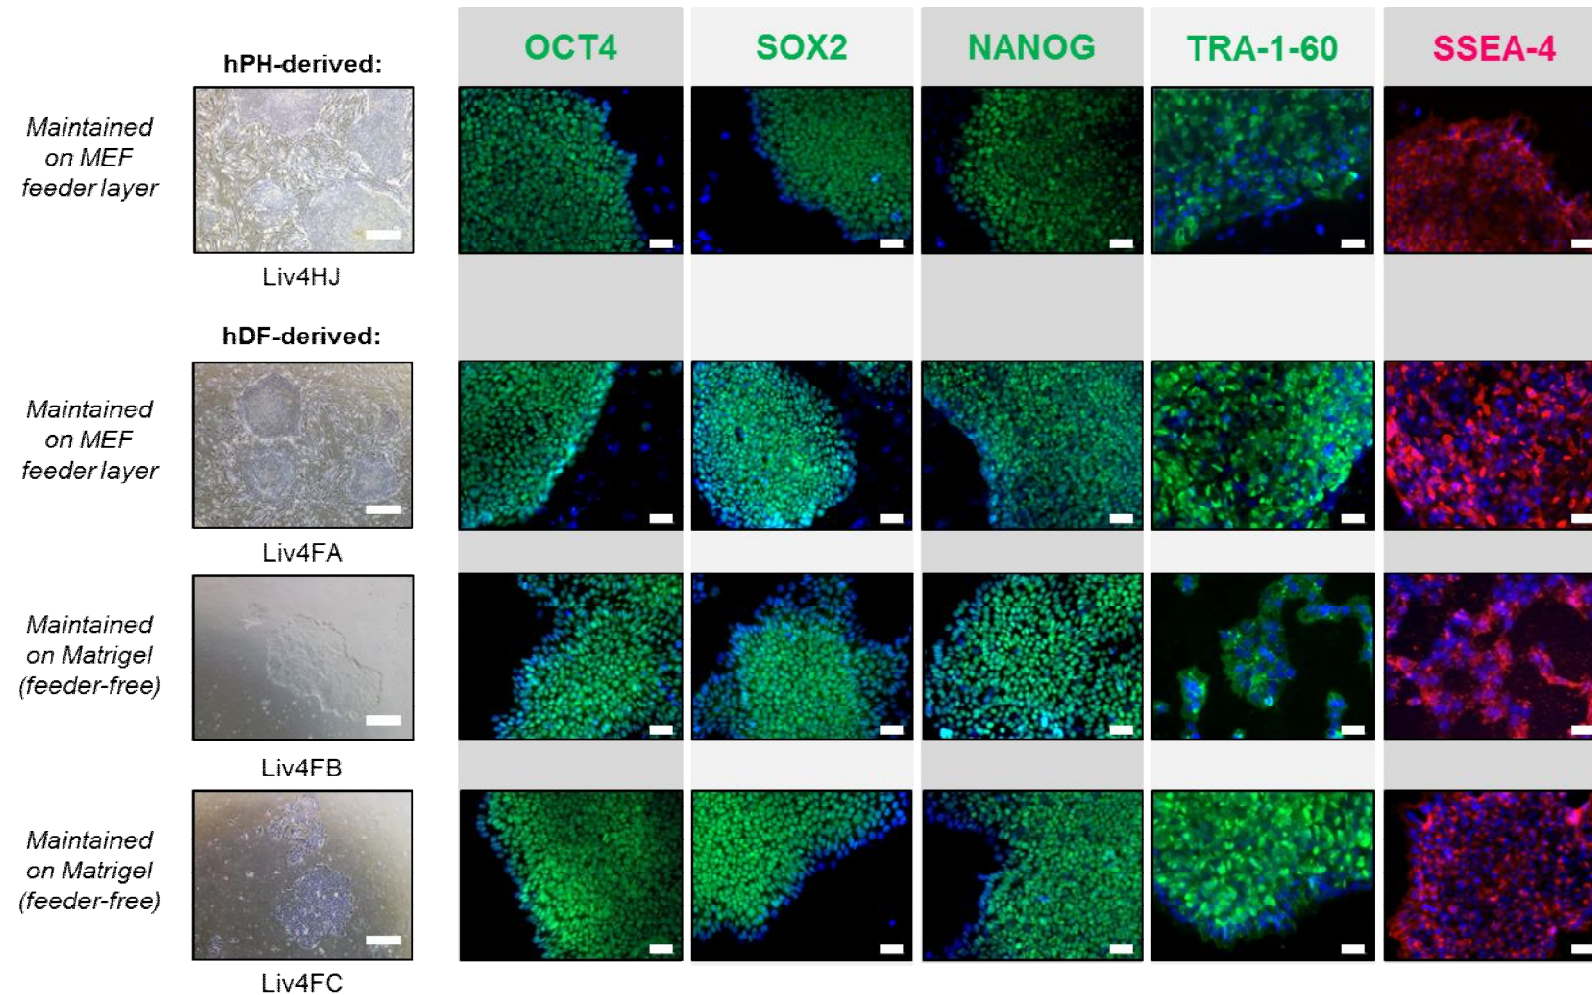 OCT4
SOX2
NANOG
TRA-1-60
SSEA-4
hPH-derived:
Maintained
on MEF
feeder layer
Liv4HJ
hDF-derived:
Maintained
on MEF
feeder layer
Liv4FA
Maintained
on Matrigel
(feeder-free)
Liv4FB
Maintained
on Matrigel
(feeder-free)
Liv4FC